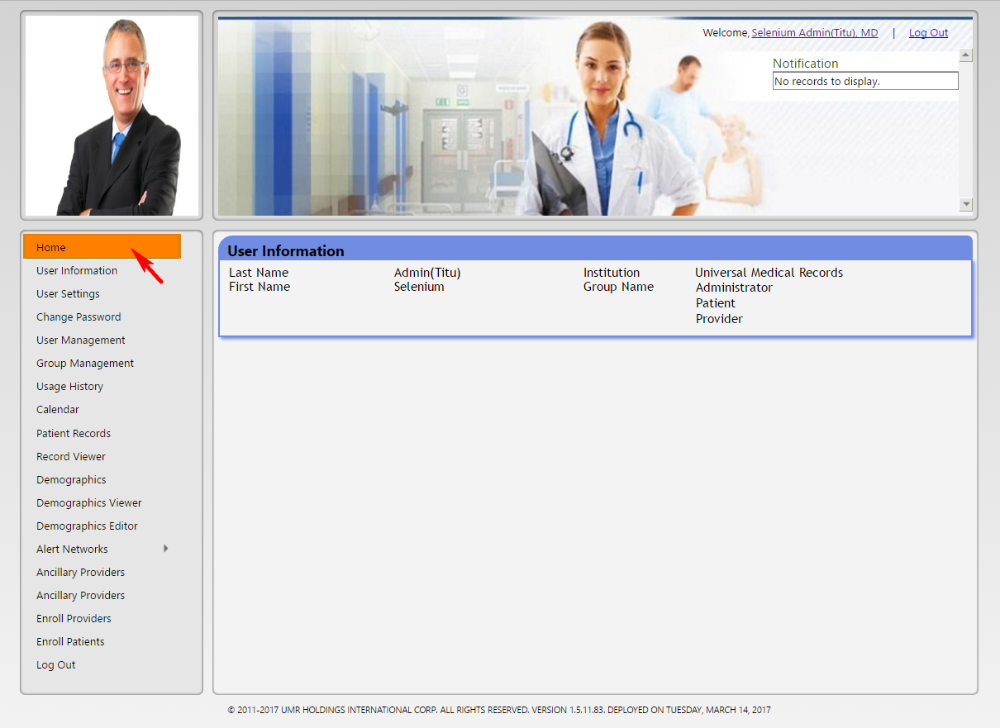 Welcome, Selenium Admin(Titu), MD | Log Out
Notification
No records to display.
Home
User Information
User Settings
Change Password
User Management
Group Management
Usage History
Calendar
Patient Records
Record Viewer
Demographics
Demographics Viewer
Demographics Editor
Alert Networks
Ancillary Providers
Ancillary Providers
Enroll Providers
Enroll Patients
Log Out
User Information
Last Name Admin(Titu) Institution Universal Medical Records
First Name Selenium Group Name Administrator
Patient
Provider
© 2011-2017 UMR HOLDINGS INTERNATIONAL CORP. ALL RIGHTS RESERVED. VERSION 1.5.11.83. DEPLOYED ON TUESDAY, MARCH 14, 2017